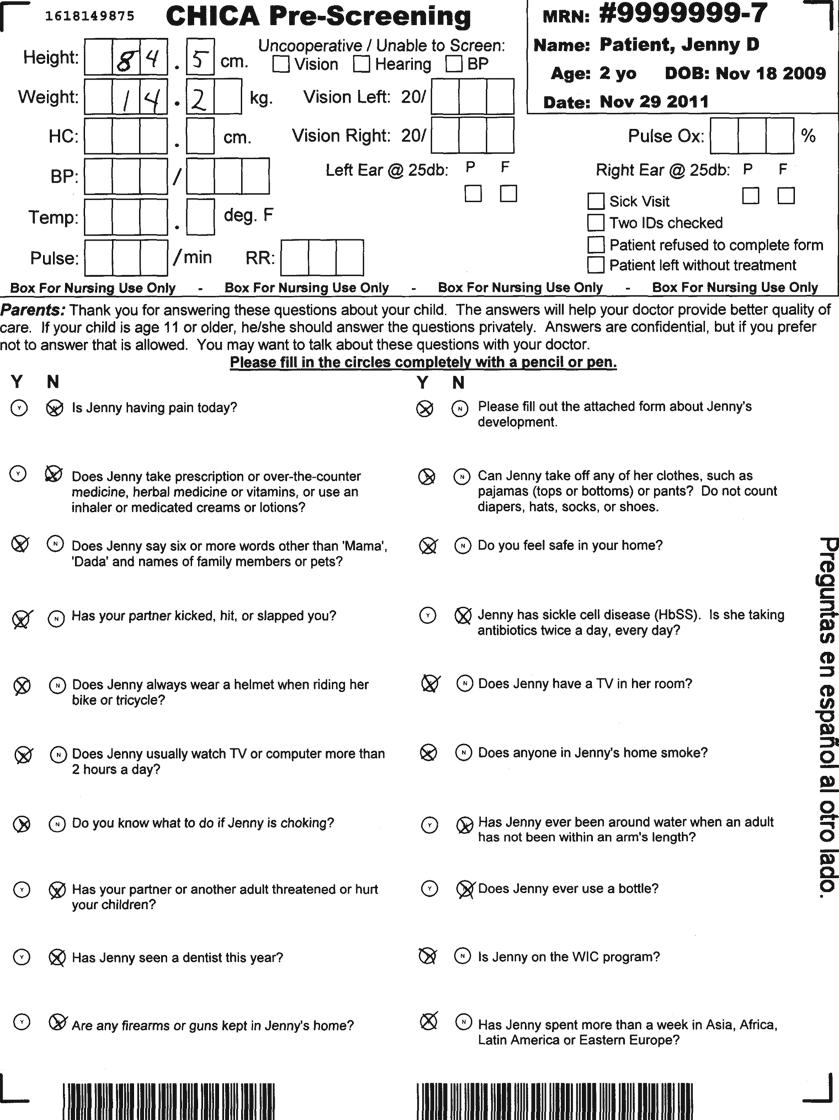 1618149875 CHICA Pre-Screening MRN: #9999999-7
Name: Patient, Jenny D
Age: 2 yo DOB: Nov 18 2009
Date: Nov 29 2011
Height: 84.5 cm. Uncooperative / Unable to Screen:
Vision Hearing BP
Weight: 14.2 kg. Vision Left: 20/
HC: . cm. Vision Right: 20/ Pulse Ox: %
BP: / Left Ear @ 25db: P F Right Ear @ 25db: P F
Temp: . deg. F
Sick Visit
Two IDs checked
Patient refused to complete form
Pulse: /min RR: Patient left without treatment
Box For Nursing Use Only - Box For Nursing Use Only - Box For Nursing Use Only - Box For Nursing Use Only
Parents: Thank you for answering these questions about your child. The answers will help your doctor provide better quality of
care. If your child is age 11 or older, he/she should answer the questions privately. Answers are confidential, but if you prefer
not to answer that is allowed. You may want to talk about these questions with your doctor.
Please fill in the circles completely with a pencil or pen.
Y N
Y Is Jenny having pain today?
Y Does Jenny take prescription or over-the-counter
medicine, herbal medicine or vitamins, or use an
inhaler or medicated creams or lotions?
N Does Jenny say six or more words other than 'Mama',
'Dada' and names of family members or pets?
N Has your partner kicked, hit, or slapped you?
N Does Jenny always wear a helmet when riding her
bike or tricycle?
N Does Jenny usually watch TV or computer more than
2 hours a day?
N Do you know what to do if Jenny is choking?
Y Has your partner or another adult threatened or hurt
your children?
Y Has Jenny seen a dentist this year?
Y Are any firearms or guns kept in Jenny's home?
Y N
N Please fill out the attached form about Jenny's
development.
N Can Jenny take off any of her clothes, such as
pajamas (tops or bottoms) or pants? Do not count
diapers, hats, socks, or shoes.
N Do you feel safe in your home?
Y Jenny has sickle cell disease (HbSS). Is she taking
antibiotics twice a day, every day?
N Does Jenny have a TV in her room?
N Does anyone in Jenny's home smoke?
Y Has Jenny ever been around water when an adult
has not been within an arm's length?
Y Does Jenny ever use a bottle?
N Is Jenny on the WIC program?
N Has Jenny spent more than a week in Asia, Africa,
Latin America or Eastern Europe?
Preguntas en español al otro lado.